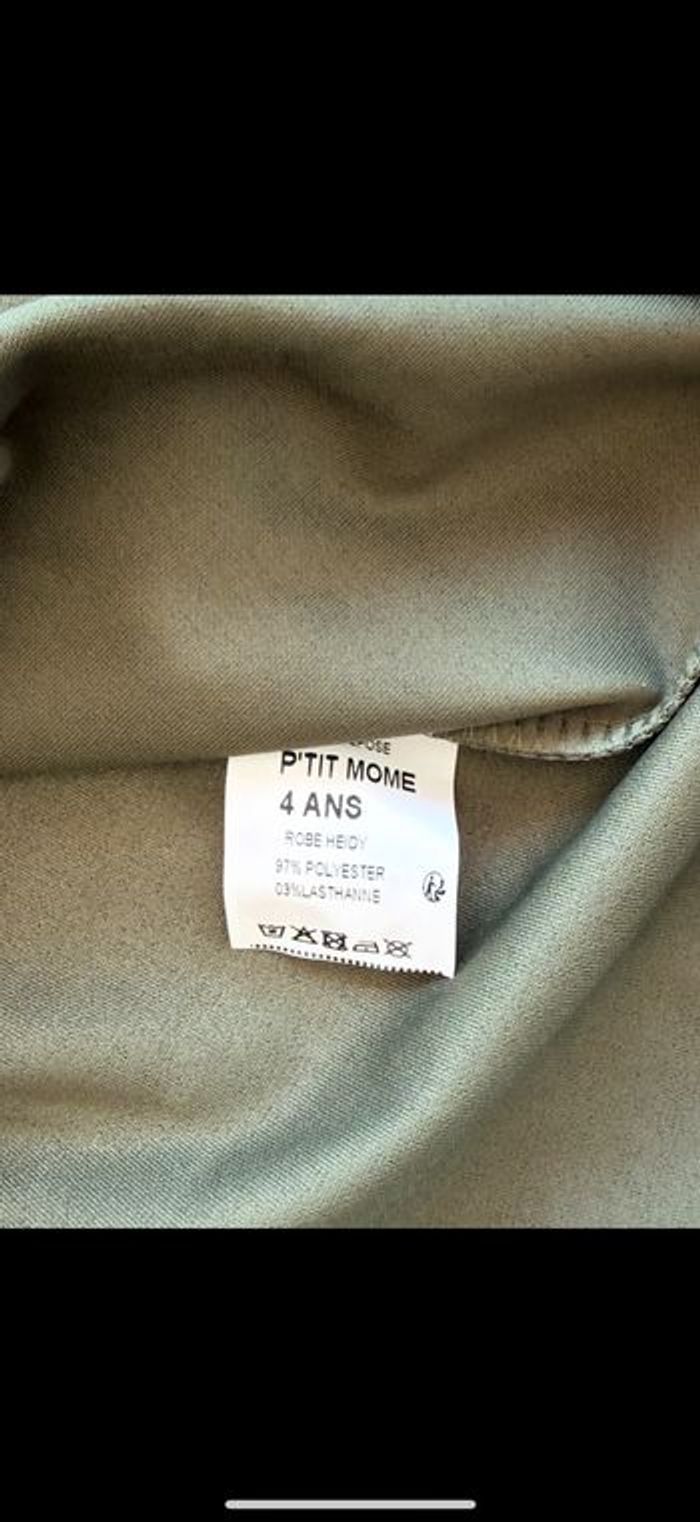 P'TIT MOME
4 ANS
ROBE HEIDY
97% POLYESTER
03%LASTHANNE